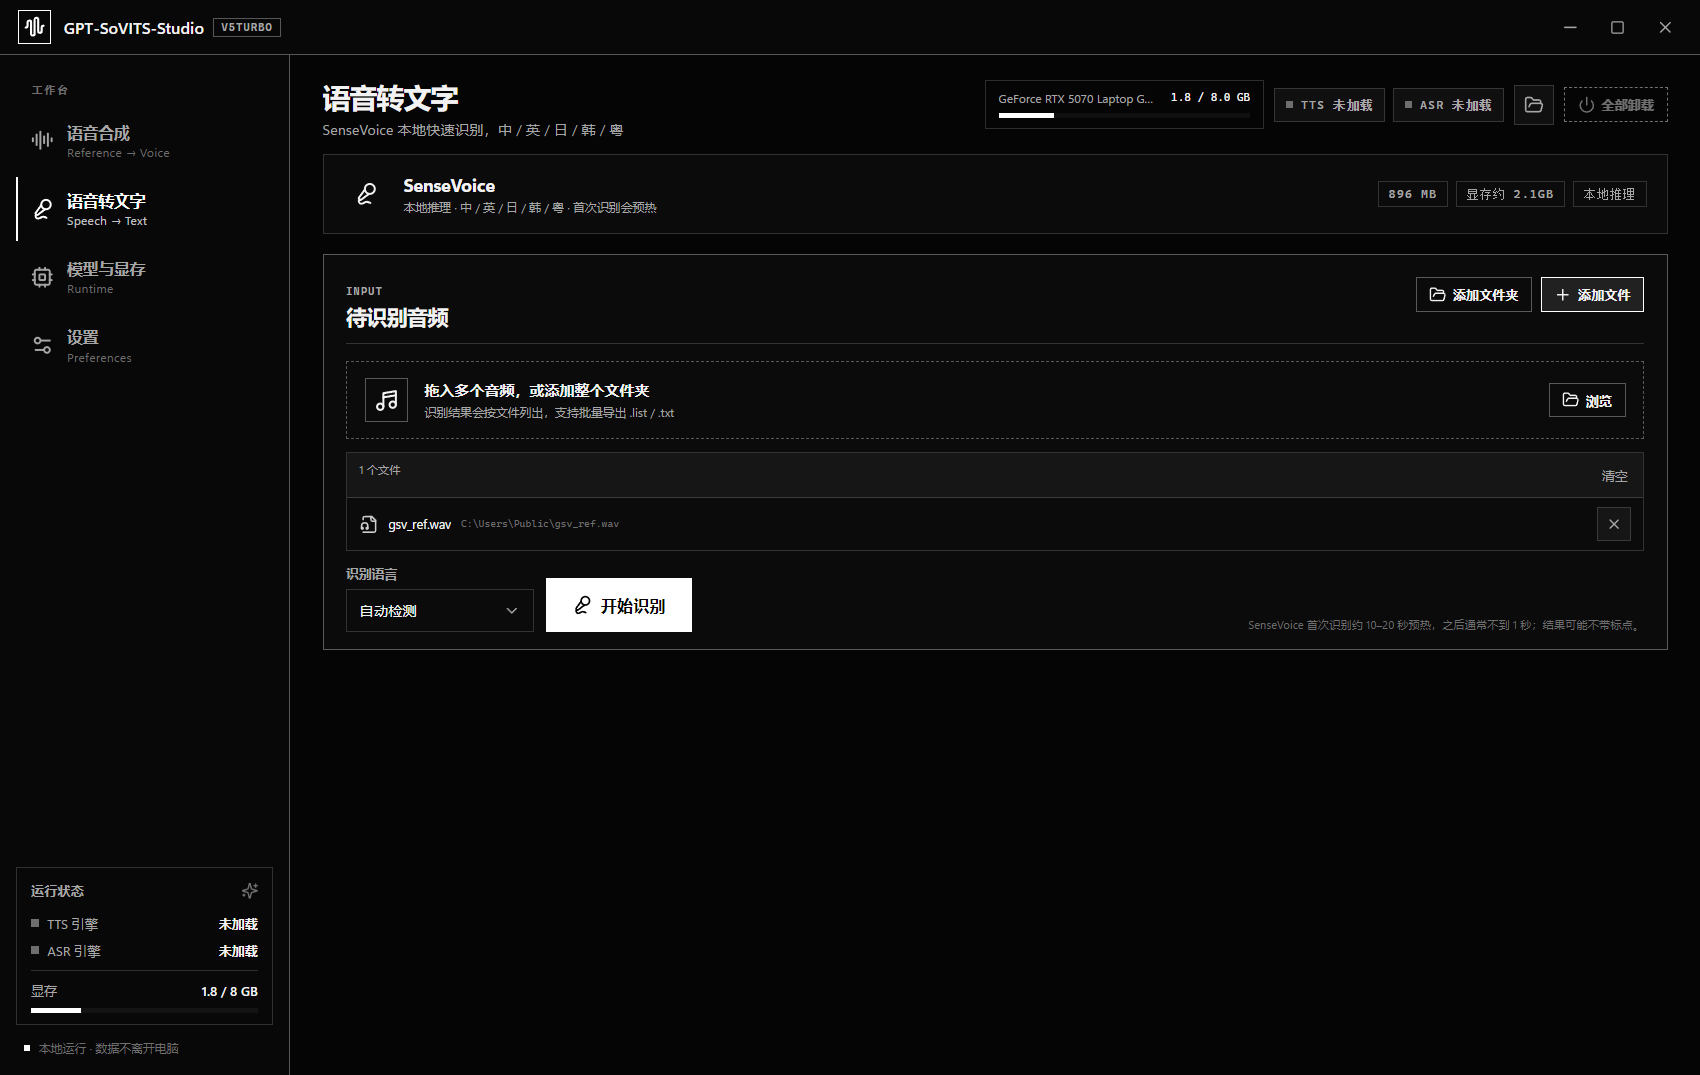 GPT-SoVITS-Studio V5TURBO
工作台
语音合成
Reference → Voice
语音转文字
Speech → Text
模型与显存
Runtime
设置
Preferences
运行状态
TTS 引擎 未加载
ASR 引擎 未加载
显存 1.8 / 8 GB
本地运行 · 数据不离开电脑
语音转文字
SenseVoice 本地快速识别，中 / 英 / 日 / 韩 / 粤
GeForce RTX 5070 Laptop G... 1.8 / 8.0 GB
TTS 未加载
ASR 未加载
全部卸载
SenseVoice
本地推理 · 中 / 英 / 日 / 韩 / 粤 · 首次识别会预热
896 MB
显存约 2.1GB
本地推理
INPUT
待识别音频
添加文件夹
添加文件
拖入多个音频，或添加整个文件夹
识别结果会按文件列出，支持批量导出 .list / .txt
浏览
1 个文件
清空
gsv_ref.wav C:\Users\Public\gsv_ref.wav
识别语言
自动检测
开始识别
SenseVoice 首次识别约 10–20 秒预热，之后通常不到 1 秒；结果可能不带标点。